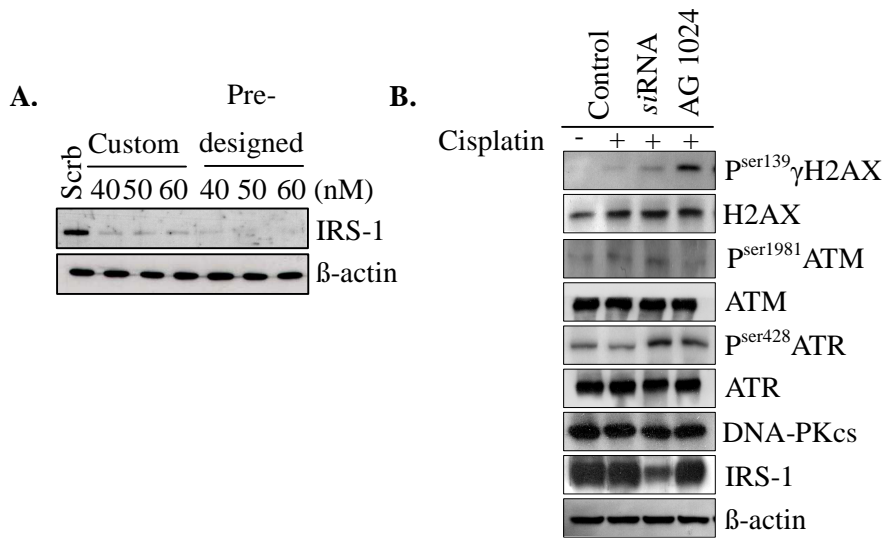 A.
Pre-
Custom designed
Scrb 40 50 60 40 50 60 (nM)
IRS-1
ß-actin
B.
Control siRNA AG 1024
Cisplatin - + + +
Pser139γH2AX
H2AX
Pser1981ATM
ATM
Pser428ATR
ATR
DNA-PKcs
IRS-1
ß-actin